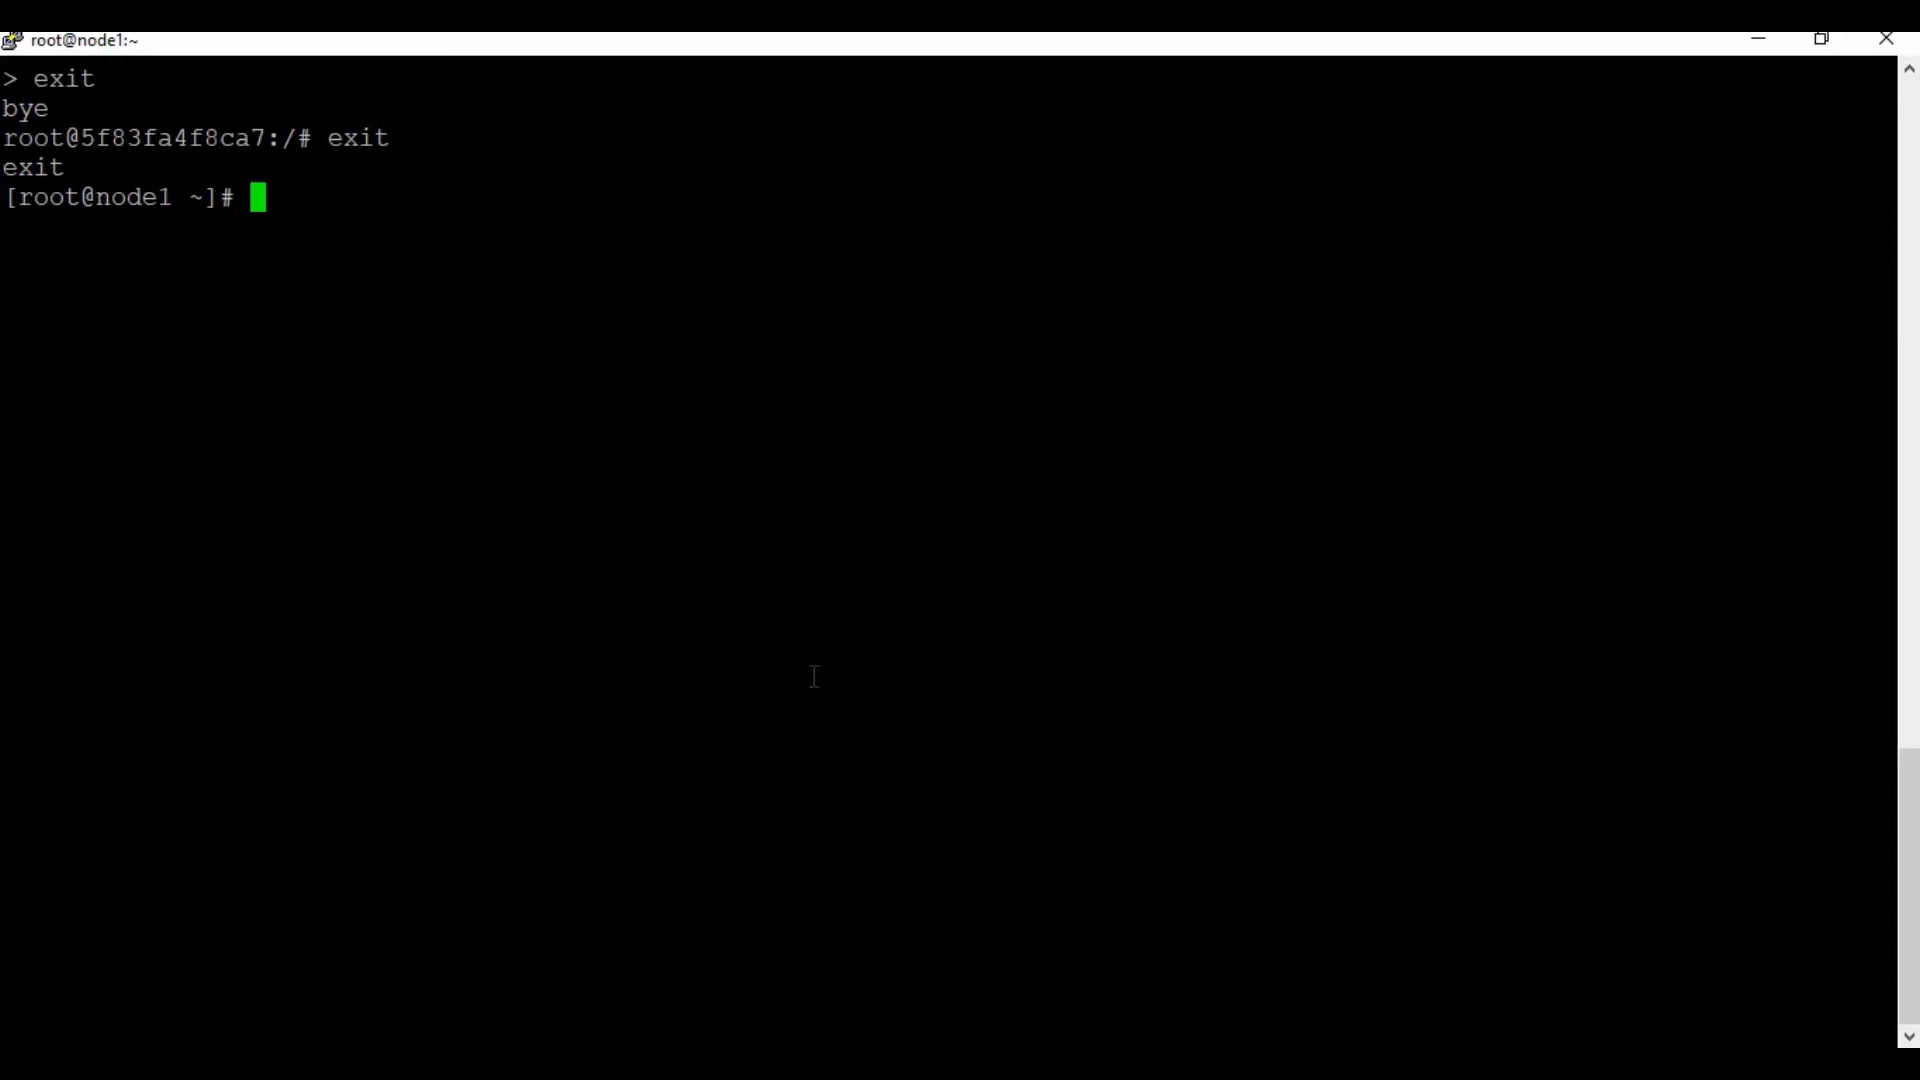 root@node1:~
> exit
bye
root@5f83fa4f8ca7:/# exit
exit
[root@node1 ~]#